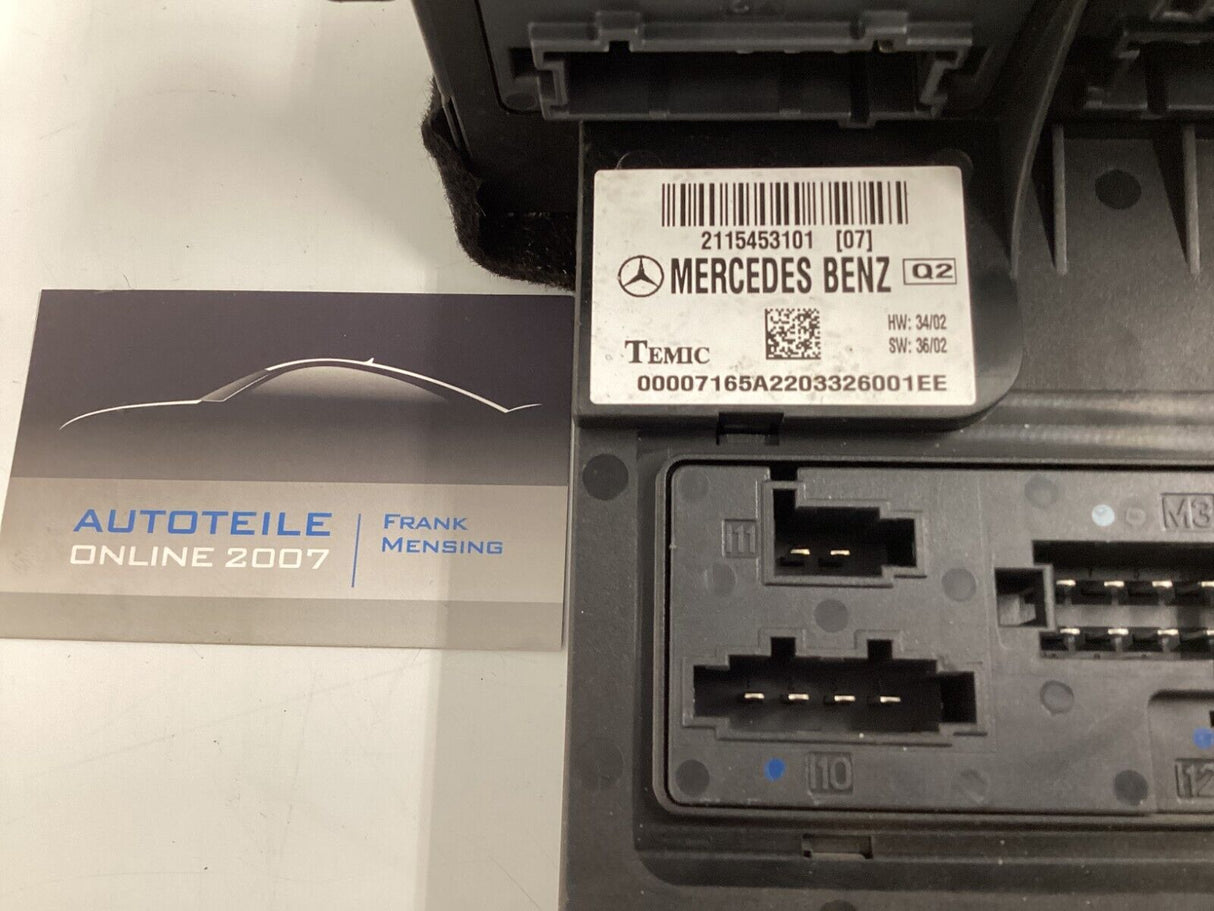 2115453101 [07]
MERCEDES BENZ Q2
HW: 34/02
SW: 36/02
TEMIC
00007165A2203326001EE
AUTOTEILE
ONLINE 2007
FRANK
MENSING
I11
M3
I10
I12